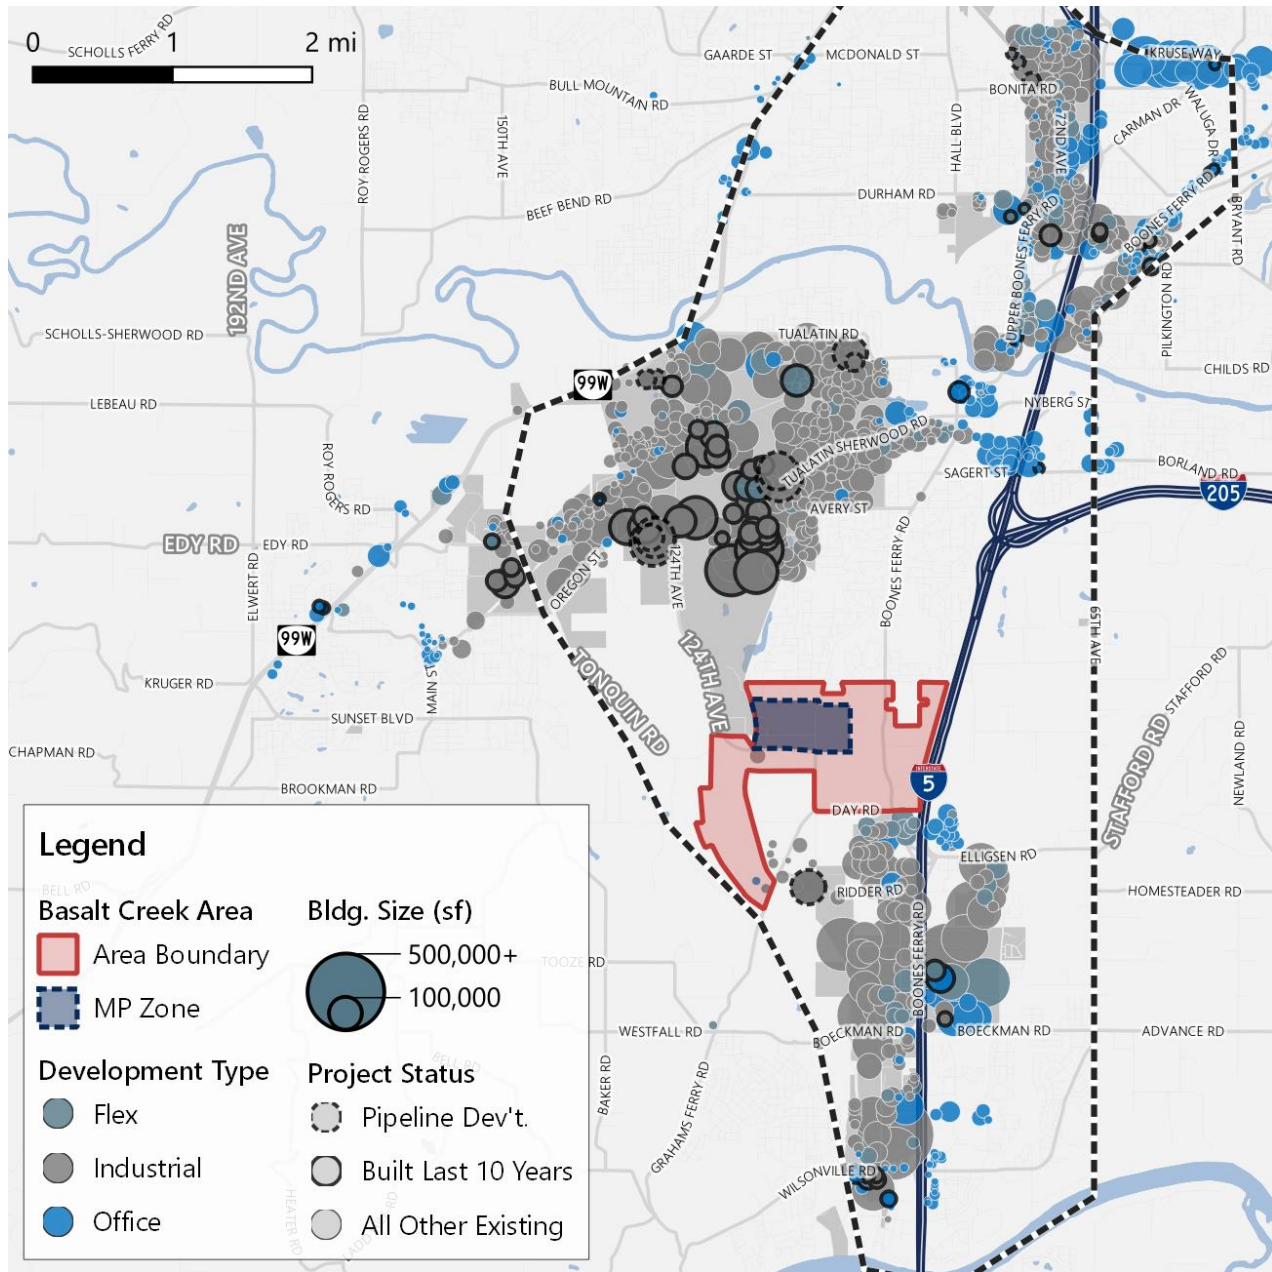 0 1 2 mi
SCHOLLS FERRY RD
GAARDE ST
MCDONALD ST
KRUSE WAY
BULL MOUNTAIN RD
BONITA RD
ROY ROGERS RD
150TH AVE
HALL BLVD
72ND AVE
CARMAN DR
WALUGA DR
BEEF BEND RD
DURHAM RD
UPPER BOONES FERRY RD
BOONES FERRY RD
BRYANT RD
192ND AVE
SCHOLLS-SHERWOOD RD
TUALATIN RD
PILKINGTON RD
CHILDS RD
99W
LEBEAU RD
NYBERG ST
ROY ROGERS RD
TUALATIN SHERWOOD RD
SAGERT ST
BORLAND RD
205
AVERY ST
EDY RD
EDY RD
ELWERT RD
OREGON ST
124TH AVE
BOONES FERRY RD
65TH AVE
99W
KRUGER RD
MAIN ST
SUNSET BLVD
TONQUIN RD
124TH AVE
STAFFORD RD
STAFFORD RD
NEWLAND RD
CHAPMAN RD
BROOKMAN RD
INTERSTATE
5
DAY RD
ELLIGSEN RD
RIDDER RD
HOMESTEADER RD
BOONES FERRY RD
TOOZE RD
WESTFALL RD
BOECKMAN RD
BOECKMAN RD
ADVANCE RD
BAKER RD
GRAHAMS FERRY RD
WILSONVILLE RD
BELL RD
BELL RD
HEATER RD
Legend
Basalt Creek Area
Area Boundary
MP Zone
Bldg. Size (sf)
500,000+
100,000
Development Type
Flex
Industrial
Office
Project Status
Pipeline Dev't.
Built Last 10 Years
All Other Existing